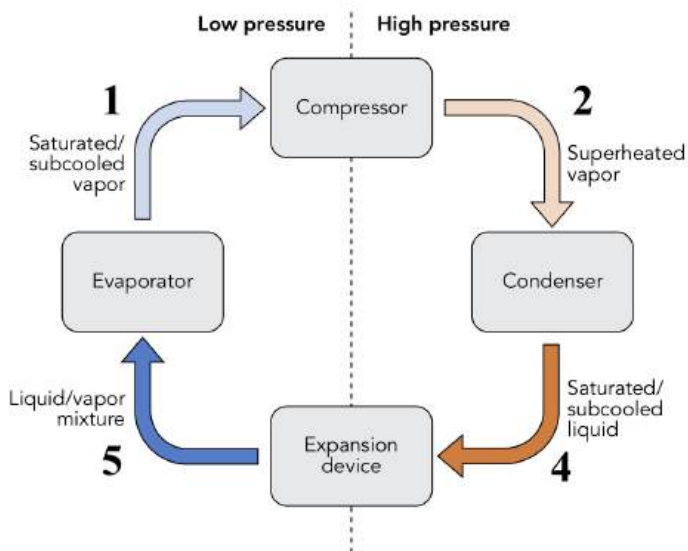 Low pressure
High pressure
1
Compressor
2
Saturated/
subcooled
vapor
Superheated
vapor
Evaporator
Condenser
Liquid/vapor
mixture
5
Expansion
device
Saturated/
subcooled
liquid
4